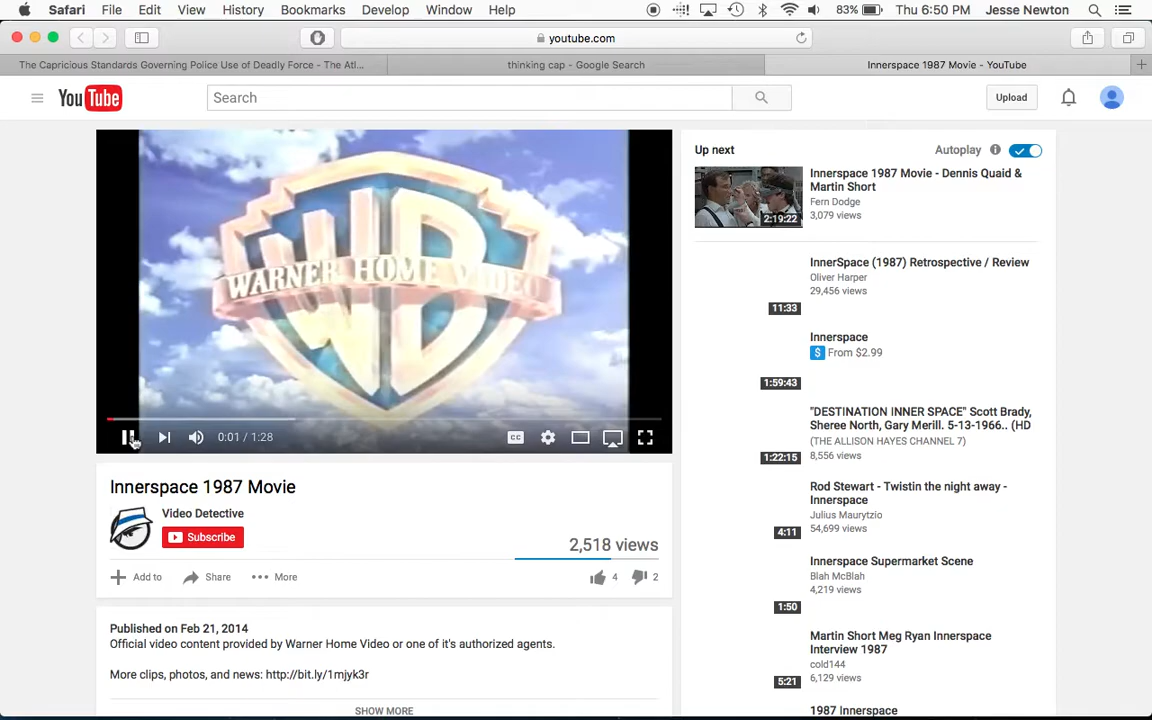 Safari File Edit View History Bookmarks Develop Window Help 83% Thu 6:50 PM Jesse Newton
youtube.com
The Capricious Standards Governing Police Use of Deadly Force - The Atl...
thinking cap - Google Search
Innerspace 1987 Movie - YouTube
YouTube
Search
Upload
WARNER HOME VIDEO
0:01 / 1:28
CC
Innerspace 1987 Movie
Video Detective
Subscribe
2,518 views
Add to
Share
More
4
2
Published on Feb 21, 2014
Official video content provided by Warner Home Video or one of it's authorized agents.
More clips, photos, and news: http://bit.ly/1mjyk3r
SHOW MORE
Up next
Autoplay
2:19:22
Innerspace 1987 Movie - Dennis Quaid &
Martin Short
Fern Dodge
3,079 views
InnerSpace (1987) Retrospective / Review
Oliver Harper
29,456 views
11:33
Innerspace
$ From $2.99
1:59:43
"DESTINATION INNER SPACE" Scott Brady,
Sheree North, Gary Merill. 5-13-1966.. (HD
(THE ALLISON HAYES CHANNEL 7)
8,556 views
1:22:15
Rod Stewart - Twistin the night away -
Innerspace
Julius Maurytzio
54,699 views
4:11
Innerspace Supermarket Scene
Blah McBlah
4,219 views
1:50
Martin Short Meg Ryan Innerspace
Interview 1987
cold144
6,129 views
5:21
1987 Innerspace